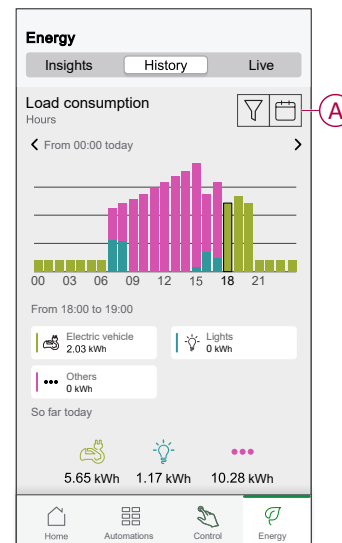 Energy
Insights History Live
Load consumption
Hours
A
From 00:00 today
00 03 06 09 12 15 18 21
From 18:00 to 19:00
Electric vehicle
2.03 kWh
Lights
0 kWh
Others
0 kWh
So far today
5.65 kWh 1.17 kWh 10.28 kWh
Home Automations Control Energy